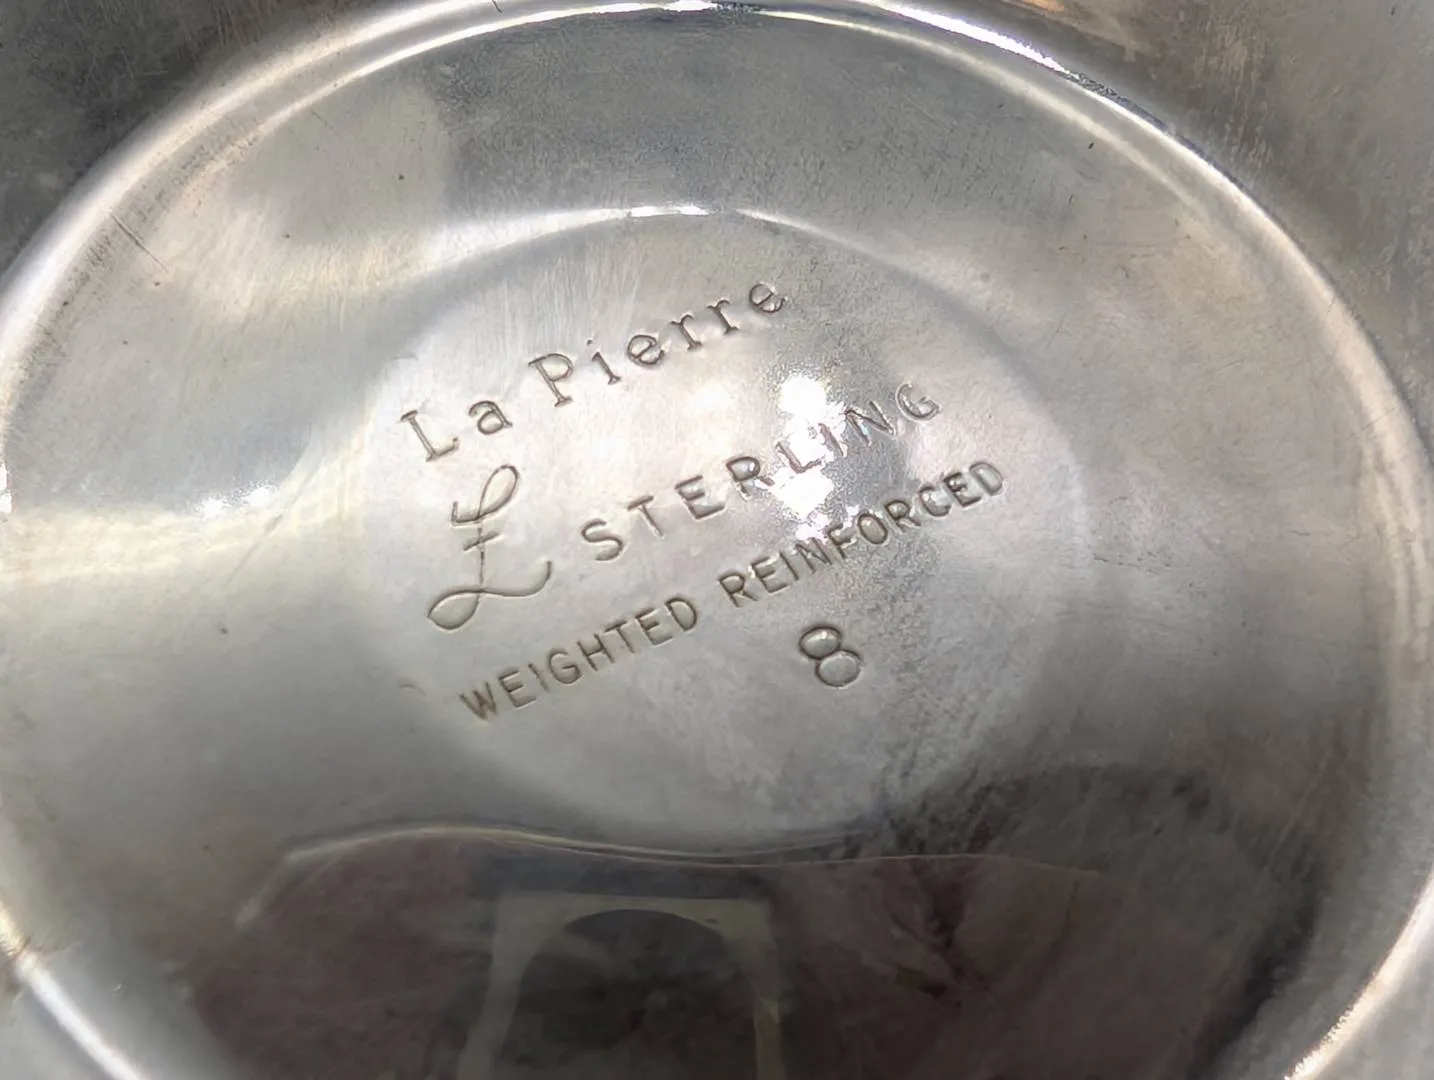 La Pierre
£ STERLING
WEIGHTED REINFORCED
8